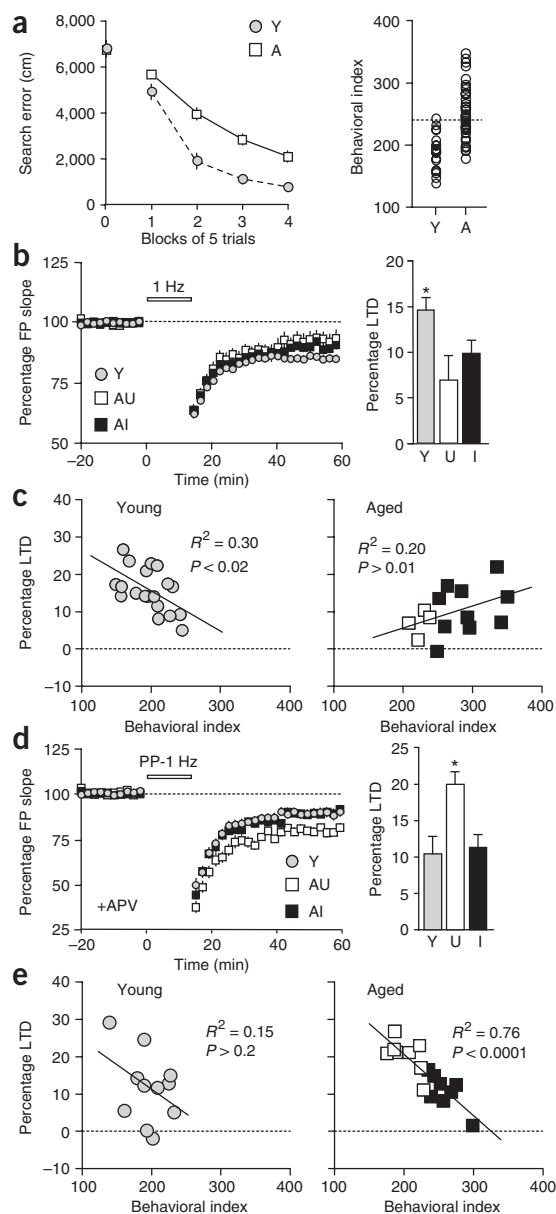 a
8,000
6,000
4,000
2,000
0
Search error (cm)
0 1 2 3 4
Blocks of 5 trials
Y
A
400
300
200
100
Behavioral index
Y A
b
125
100
75
50
Percentage FP slope
1 Hz
Y
AU
AI
–20 0 20 40 60
Time (min)
20
15
10
5
0
Percentage LTD
*
Y U I
c
40
30
20
10
0
–10
Percentage LTD
Young
R² = 0.30
P < 0.02
100 200 300 400
Behavioral index
Aged
R² = 0.20
P > 0.01
100 200 300 400
Behavioral index
d
125
100
75
50
25
Percentage FP slope
PP-1 Hz
Y
AU
AI
+APV
–20 0 20 40 60
Time (min)
25
20
15
10
5
0
Percentage LTD
*
Y U I
e
40
30
20
10
0
–10
Percentage LTD
Young
R² = 0.15
P > 0.2
100 200 300 400
Behavioral index
Aged
R² = 0.76
P < 0.0001
100 200 300 400
Behavioral index